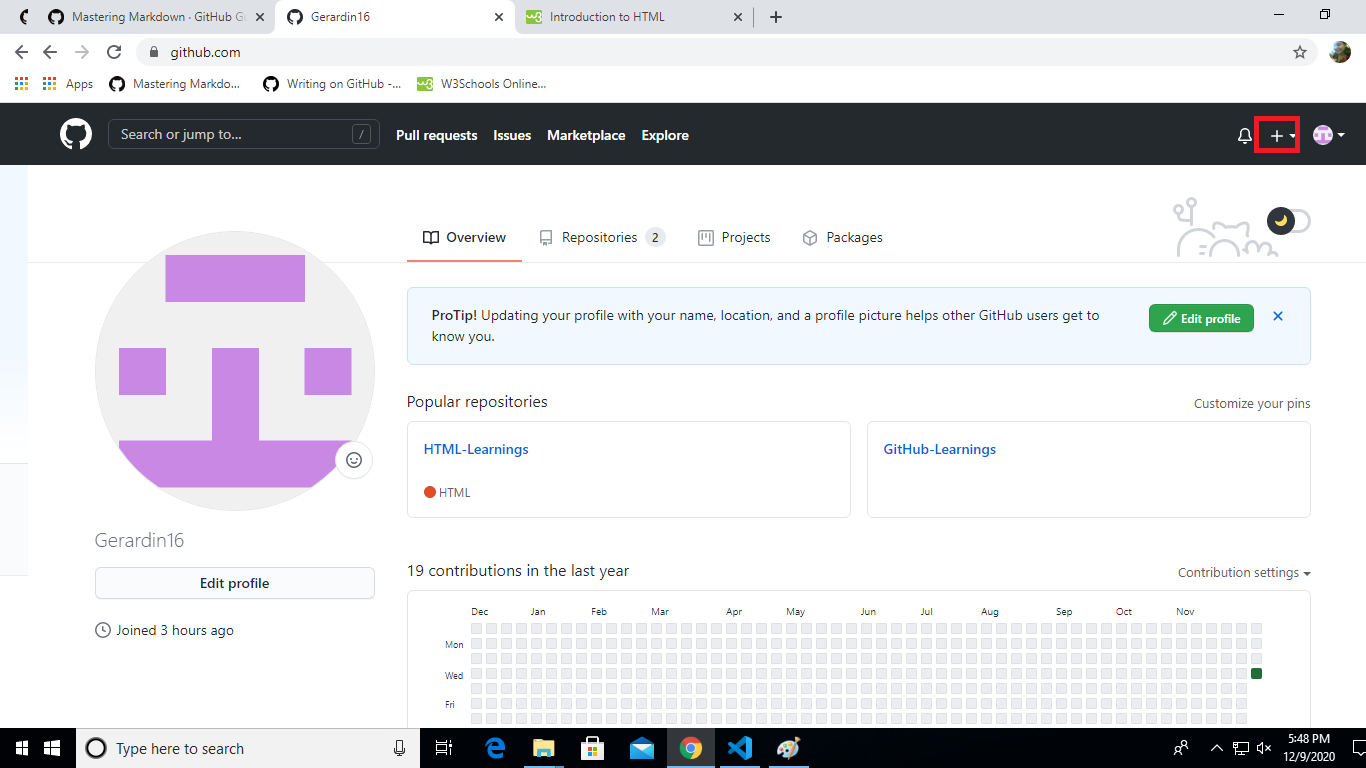 Mastering Markdown · GitHub Gu
Gerardin16
Introduction to HTML
github.com
Apps
Mastering Markdo...
Writing on GitHub -...
W3Schools Online...
Search or jump to...
/
Pull requests
Issues
Marketplace
Explore
Overview
Repositories 2
Projects
Packages
ProTip! Updating your profile with your name, location, and a profile picture helps other GitHub users get to
know you.
Edit profile
Popular repositories
Customize your pins
HTML-Learnings
HTML
GitHub-Learnings
Gerardin16
Edit profile
Joined 3 hours ago
19 contributions in the last year
Contribution settings
Dec Jan Feb Mar Apr May Jun Jul Aug Sep Oct Nov
Mon
Wed
Fri
Type here to search
5:48 PM
12/9/2020